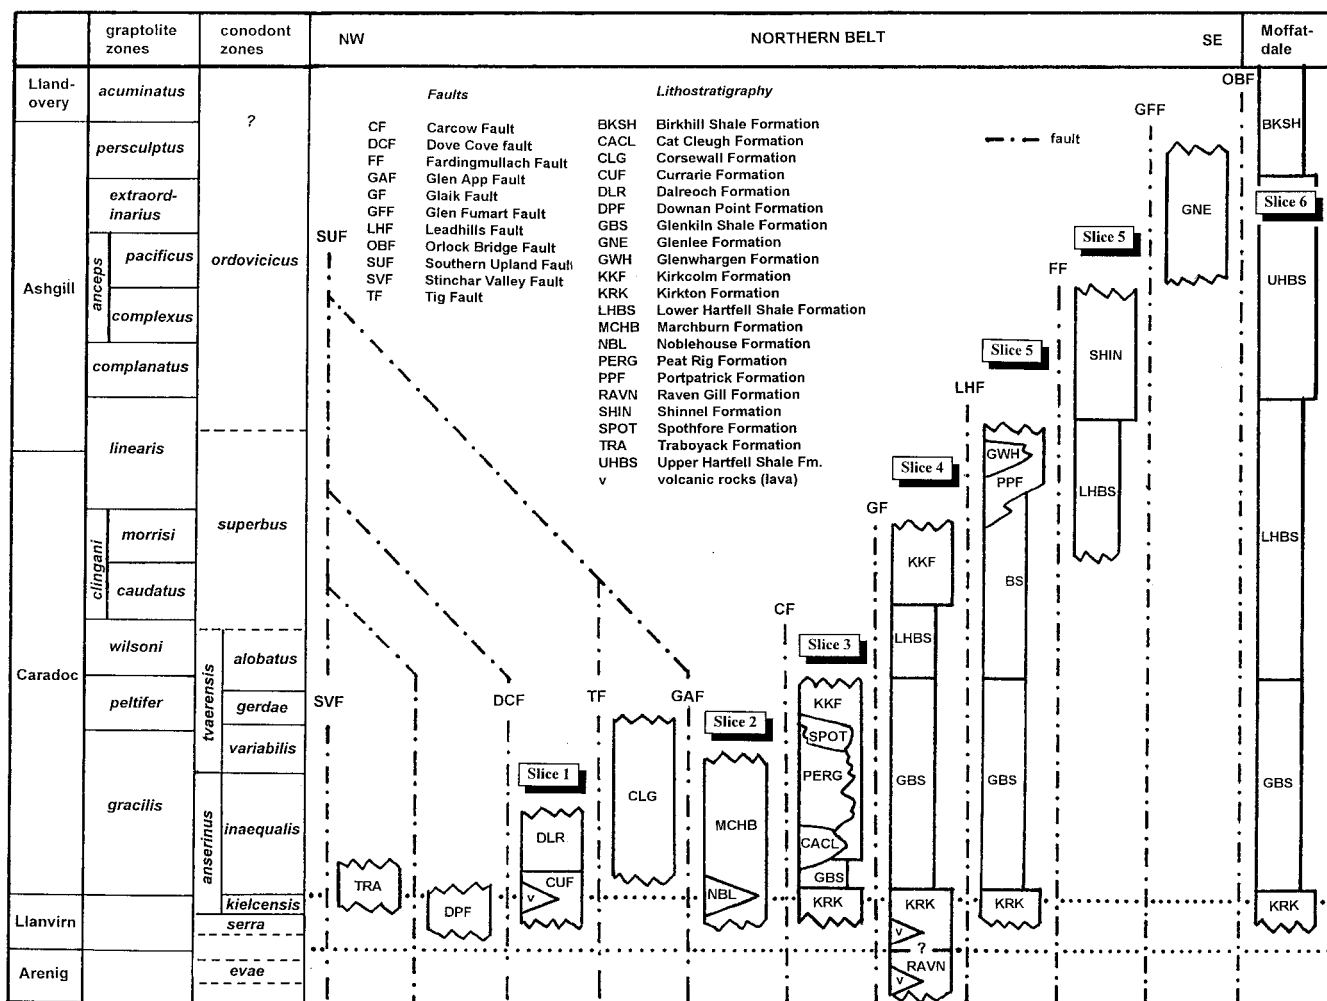 graptolite zones
conodont zones
NW
NORTHERN BELT
SE
Moffat-
dale
Lland-
overy
acuminatus
persculptus
extraord-
inarius
pacificus
anceps
complexus
complanatus
linearis
morrisi
clingani
caudatus
wilsoni
peltifer
gracilis
Ashgill
Caradoc
Llanvirn
Arenig
?
ordovicicus
superbus
alobatus
gerdae
tvaerensis
variabilis
anserinus
inaequalis
kielcensis
serra
evae
Faults
CF Carcow Fault
DCF Dove Cove fault
FF Fardingmullach Fault
GAF Glen App Fault
GF Glaik Fault
GFF Glen Fumart Fault
LHF Leadhills Fault
OBF Orlock Bridge Fault
SUF Southern Upland Fault
SVF Stinchar Valley Fault
TF Tig Fault
Lithostratigraphy
BKSH Birkhill Shale Formation
CACL Cat Cleugh Formation
CLG Corsewall Formation
CUF Currarie Formation
DLR Dalreoch Formation
DPF Downan Point Formation
GBS Glenkiln Shale Formation
GNE Glenlee Formation
GWH Glenwhargen Formation
KKF Kirkcolm Formation
KRK Kirkton Formation
LHBS Lower Hartfell Shale Formation
MCHB Marchburn Formation
NBL Noblehouse Formation
PERG Peat Rig Formation
PPF Portpatrick Formation
RAVN Raven Gill Formation
SHIN Shinnel Formation
SPOT Spothfore Formation
TRA Traboyack Formation
UHBS Upper Hartfell Shale Fm.
v volcanic rocks (lava)
fault
SUF
SVF
TRA
DPF
DCF
Slice 1
DLR
CUF
v
TF
CLG
GAF
Slice 2
MCHB
NBL
CF
Slice 3
KKF
SPOT
PERG
CACL
GBS
KRK
GF
Slice 4
KKF
LHBS
GBS
KRK
v
?
RAVN
v
LHF
Slice 5
GWH
PPF
BS
GBS
KRK
FF
Slice 5
SHIN
LHBS
GFF
GNE
OBF
BKSH
Slice 6
UHBS
LHBS
GBS
KRK